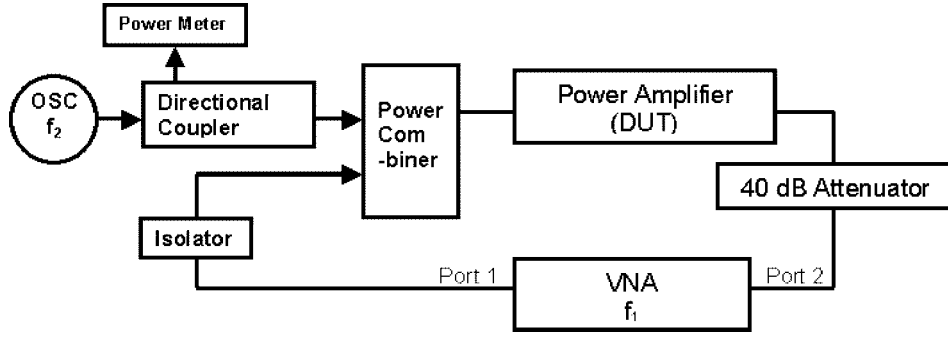 Power Meter
OSC
f₂
Directional
Coupler
Power
Com
-biner
Power Amplifier
(DUT)
40 dB Attenuator
Isolator
Port 1
VNA
f₁
Port 2